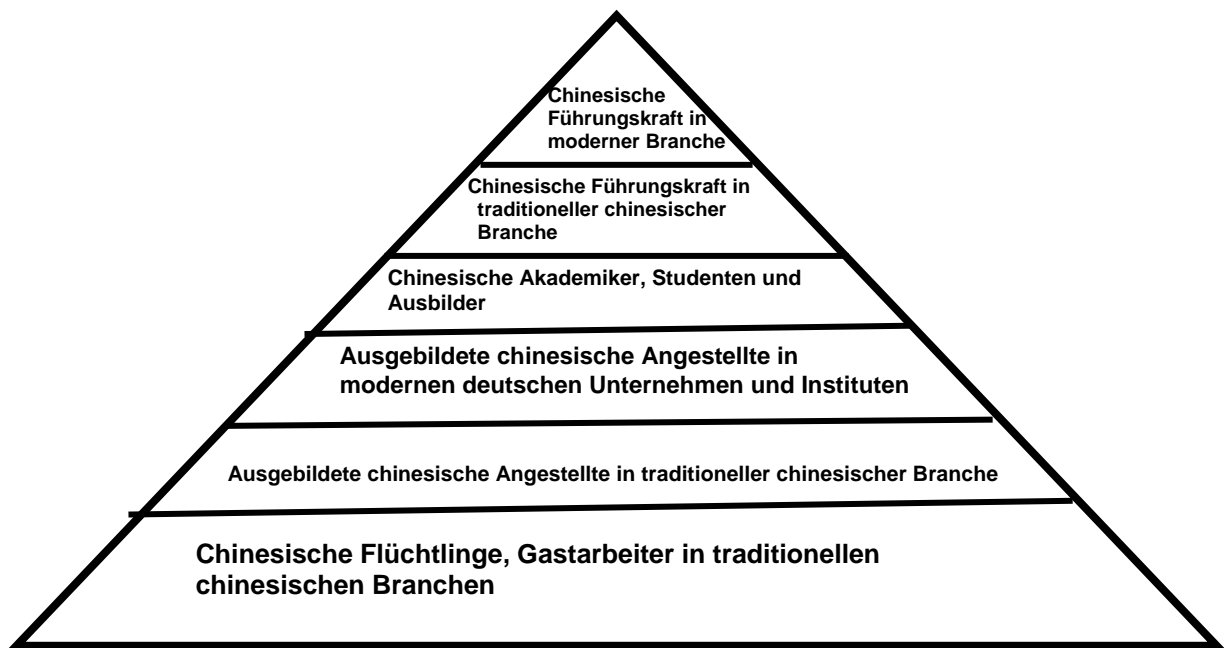 Chinesische
Führungskraft in
moderner Branche
Chinesische Führungskraft in
traditioneller chinesischer
Branche
Chinesische Akademiker, Studenten und
Ausbilder
Ausgebildete chinesische Angestellte in
modernen deutschen Unternehmen und Instituten
Ausgebildete chinesische Angestellte in traditioneller chinesischer Branche
Chinesische Flüchtlinge, Gastarbeiter in traditionellen
chinesischen Branchen